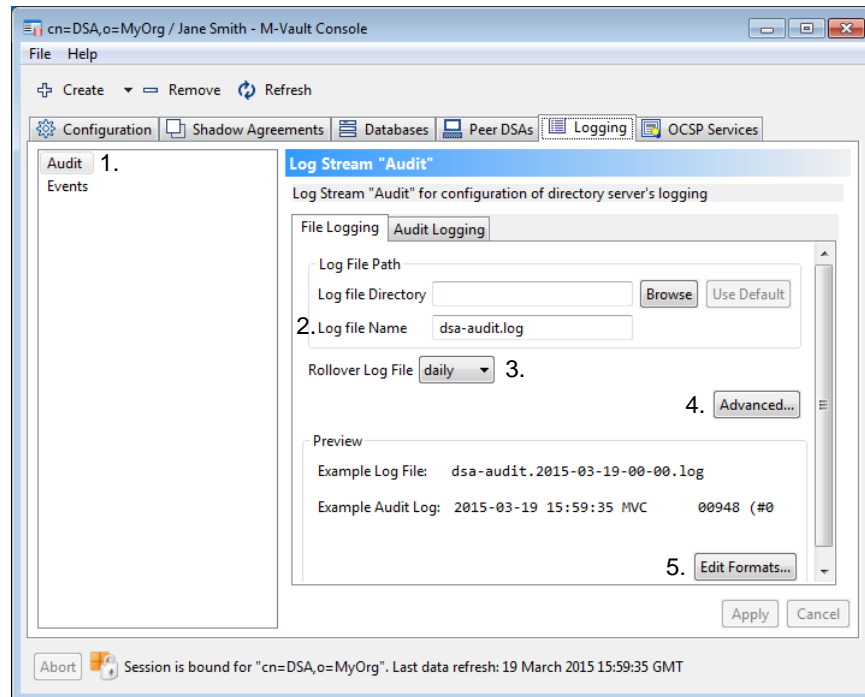 cn=DSA,o=MyOrg / Jane Smith - M-Vault Console
File Help
Create Remove Refresh
Configuration Shadow Agreements Databases Peer DSAs Logging OCSP Services
Audit 1.
Events
Log Stream "Audit"
Log Stream "Audit" for configuration of directory server's logging
File Logging Audit Logging
Log File Path
Log file Directory Browse Use Default
2. Log file Name dsa-audit.log
Rollover Log File daily 3.
4. Advanced...
Preview
Example Log File: dsa-audit.2015-03-19-00-00.log
Example Audit Log: 2015-03-19 15:59:35 MVC 00948 (#0
5. Edit Formats...
Apply Cancel
Abort Session is bound for "cn=DSA,o=MyOrg". Last data refresh: 19 March 2015 15:59:35 GMT